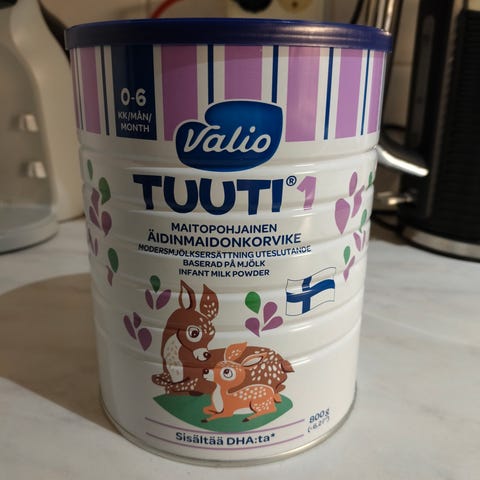 0-6
KK/MÅN/
MONTH
Valio
TUUTI® 1
MAITOPOHJAINEN
ÄIDINMAIDONKORVIKE
MODERSMJÖLKSERSÄTTNING UTESLUTANDE
BASERAD PÅ MJÖLK
INFANT MILK POWDER
800 g
Sisältää DHA:ta*